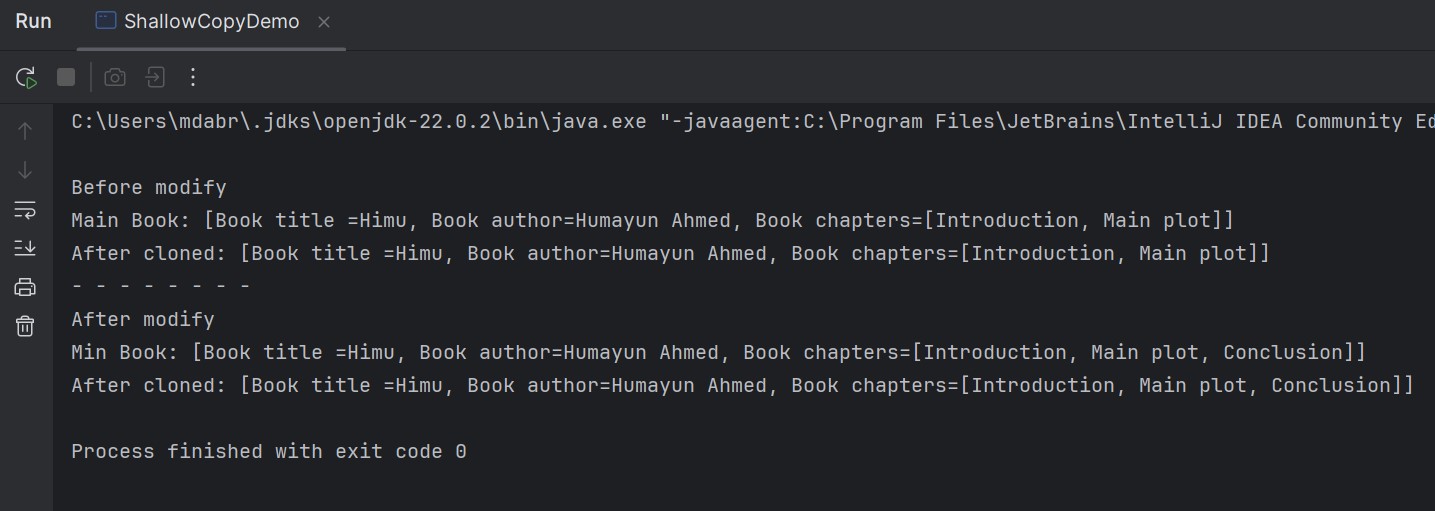 Run ShallowCopyDemo
C:\Users\mdabr\.jdks\openjdk-22.0.2\bin\java.exe "-javaagent:C:\Program Files\JetBrains\IntelliJ IDEA Community Ed
Before modify
Main Book: [Book title =Himu, Book author=Humayun Ahmed, Book chapters=[Introduction, Main plot]]
After cloned: [Book title =Himu, Book author=Humayun Ahmed, Book chapters=[Introduction, Main plot]]
- - - - - - - -
After modify
Min Book: [Book title =Himu, Book author=Humayun Ahmed, Book chapters=[Introduction, Main plot, Conclusion]]
After cloned: [Book title =Himu, Book author=Humayun Ahmed, Book chapters=[Introduction, Main plot, Conclusion]]
Process finished with exit code 0